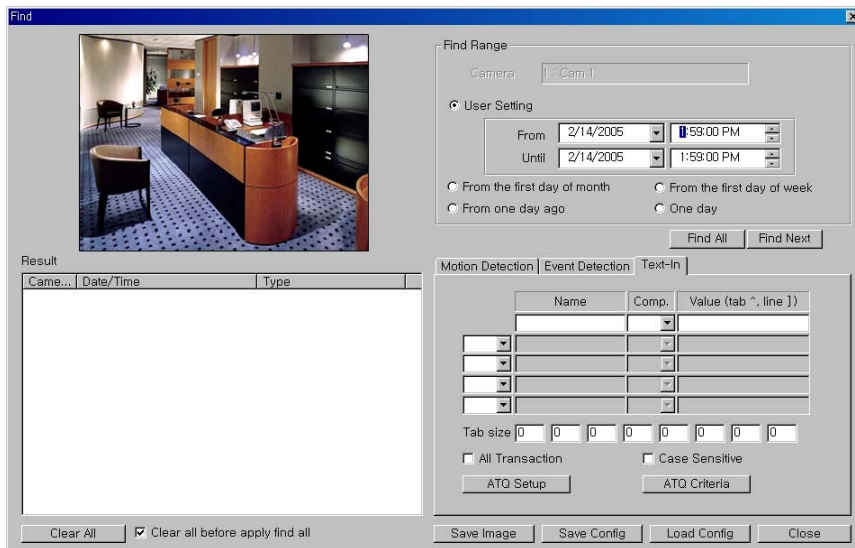 Find
Find Range
Camera 1 : Cam 1
User Setting
From 2/14/2005 1:59:00 PM
Until 2/14/2005 1:59:00 PM
From the first day of month From the first day of week
From one day ago One day
Find All Find Next
Result
Came... Date/Time Type
Motion Detection Event Detection Text-In
Name Comp. Value (tab ^, line ])
Tab size 0 0 0 0 0 0 0 0
All Transaction Case Sensitive
ATQ Setup ATQ Criteria
Clear All Clear all before apply find all
Save Image Save Config Load Config Close